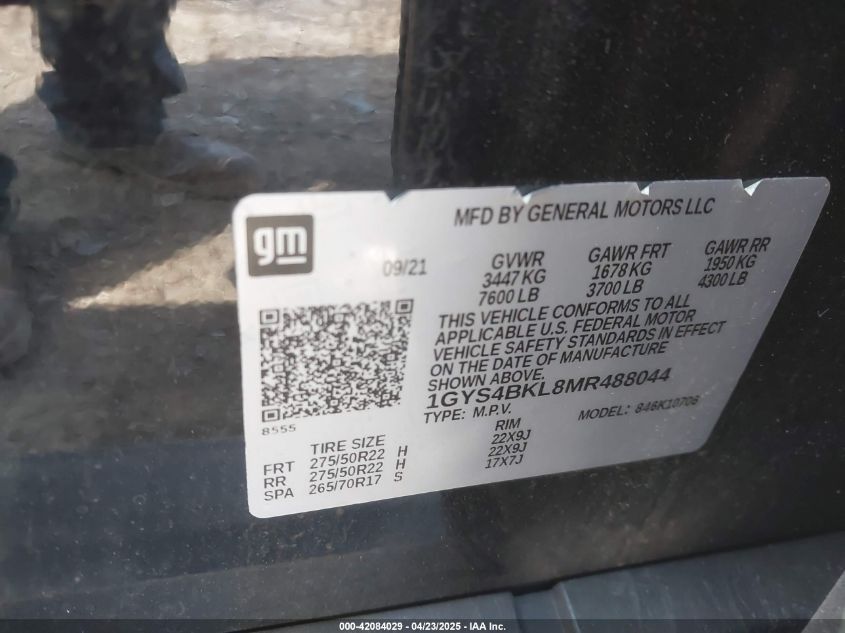 gm
MFD BY GENERAL MOTORS LLC
09/21
GVWR GAWR FRT GAWR RR
3447 KG 1678 KG 1950 KG
7600 LB 3700 LB 4300 LB
THIS VEHICLE CONFORMS TO ALL
APPLICABLE U.S. FEDERAL MOTOR
VEHICLE SAFETY STANDARDS IN EFFECT
ON THE DATE OF MANUFACTURE
SHOWN ABOVE.
1GYS4BKL8MR488044
TYPE: M.P.V. MODEL: 846K10706
8555
TIRE SIZE RIM
FRT 275/50R22 H 22X9J
RR 275/50R22 H 22X9J
SPA 265/70R17 S 17X7J
000-42084029 - 04/23/2025 - IAA Inc.